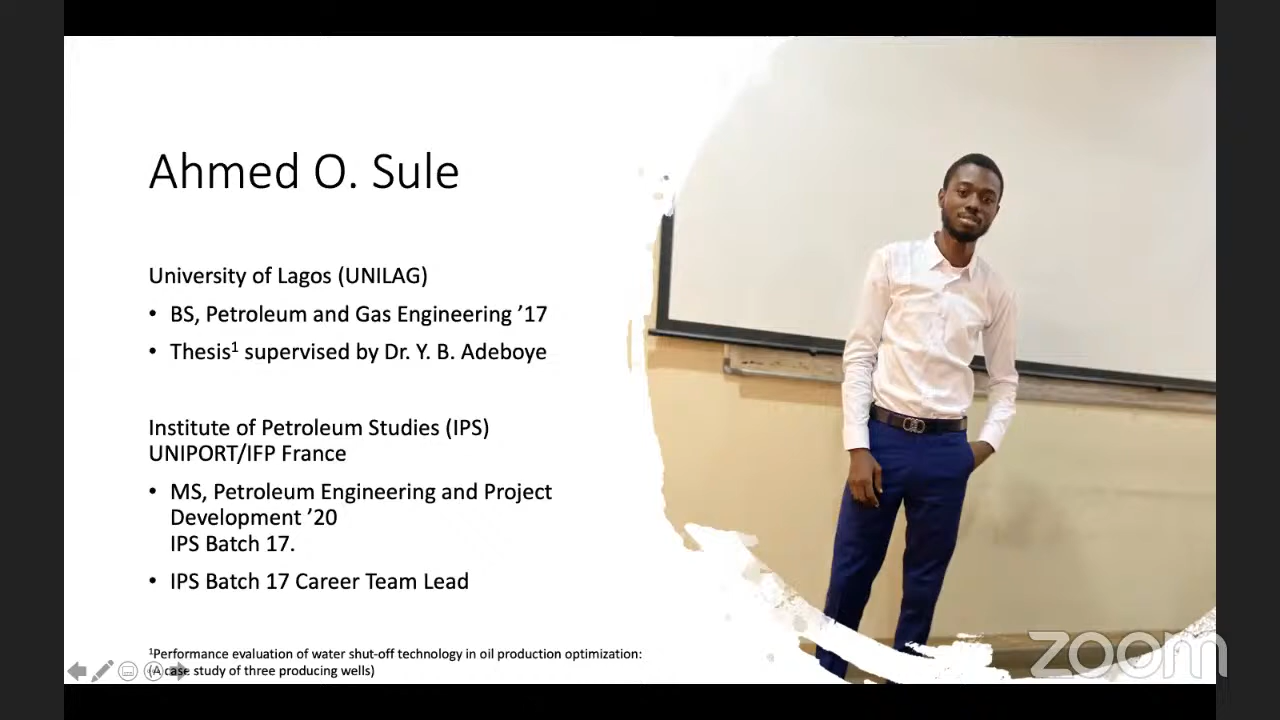 Ahmed O. Sule
University of Lagos (UNILAG)
• BS, Petroleum and Gas Engineering ’17
• Thesis¹ supervised by Dr. Y. B. Adeboye
Institute of Petroleum Studies (IPS)
UNIPORT/IFP France
• MS, Petroleum Engineering and Project
Development ’20
IPS Batch 17.
• IPS Batch 17 Career Team Lead
¹Performance evaluation of water shut-off technology in oil production optimization:
(A case study of three producing wells)
zoom